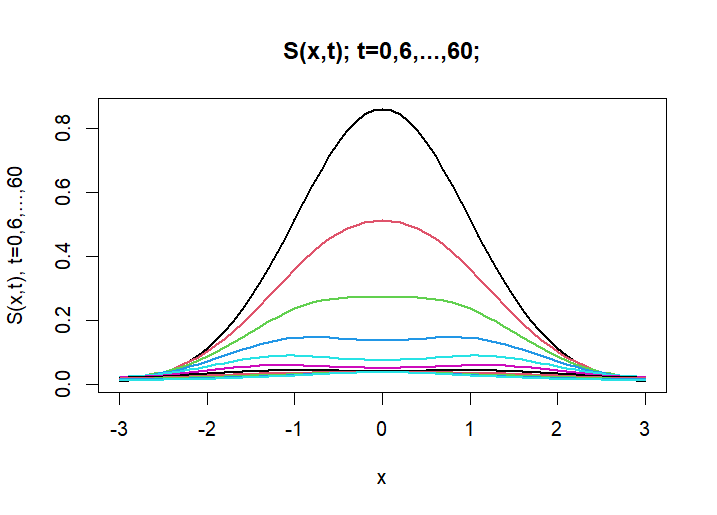 S(x,t); t=0,6,...,60;
S(x,t), t=0,6,...,60
0.8
0.6
0.4
0.2
0.0
-3 -2 -1 0 1 2 3
x